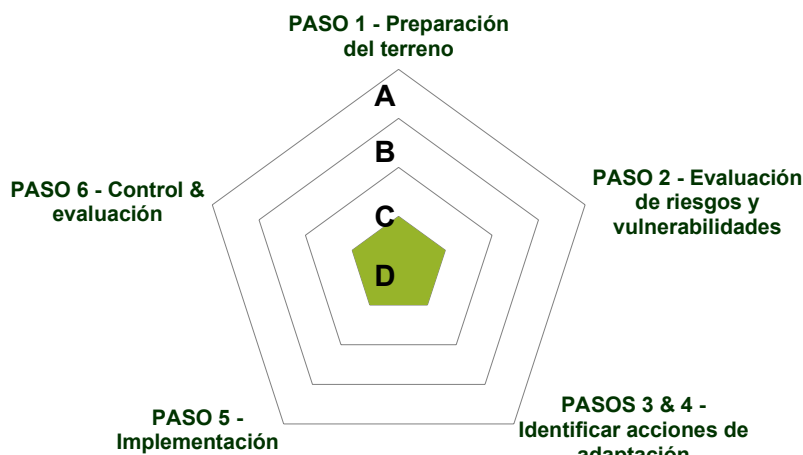 PASO 1 - Preparación
del terreno
A
B
C
D
PASO 2 - Evaluación
de riesgos y
vulnerabilidades
PASO 6 - Control &
evaluación
PASO 5 -
Implementación
PASOS 3 & 4 -
Identificar acciones de
adaptación